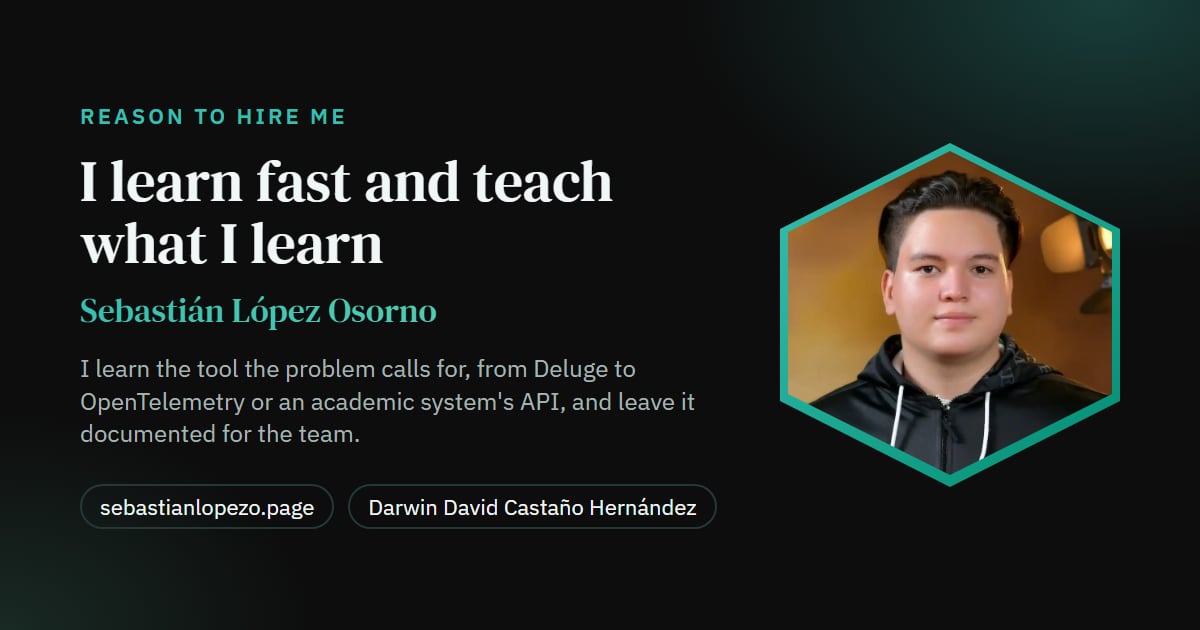 REASON TO HIRE ME
I learn fast and teach
what I learn
Sebastián López Osorno
I learn the tool the problem calls for, from Deluge to
OpenTelemetry or an academic system's API, and leave it
documented for the team.
sebastianlopezo.page
Darwin David Castaño Hernández